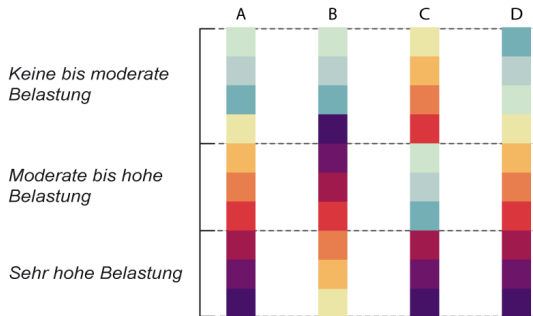 A B C D
Keine bis moderate
Belastung
Moderate bis hohe
Belastung
Sehr hohe Belastung